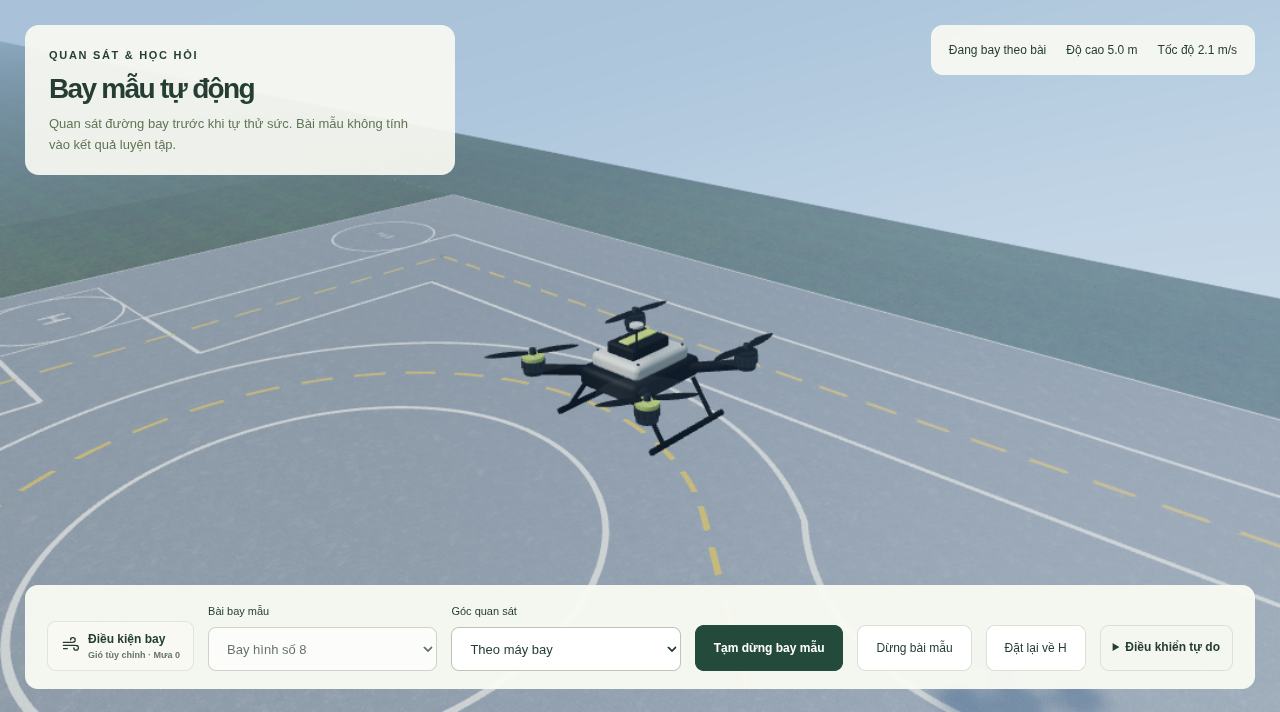 QUAN SÁT & HỌC HỎI
Bay mẫu tự động
Quan sát đường bay trước khi tự thử sức. Bài mẫu không tính
vào kết quả luyện tập.
Đang bay theo bài Độ cao 5.0 m Tốc độ 2.1 m/s
H
Điều kiện bay
Gió tùy chỉnh · Mưa 0
Bài bay mẫu
Bay hình số 8
Góc quan sát
Theo máy bay
Tạm dừng bay mẫu
Dừng bài mẫu
Đặt lại về H
Điều khiển tự do